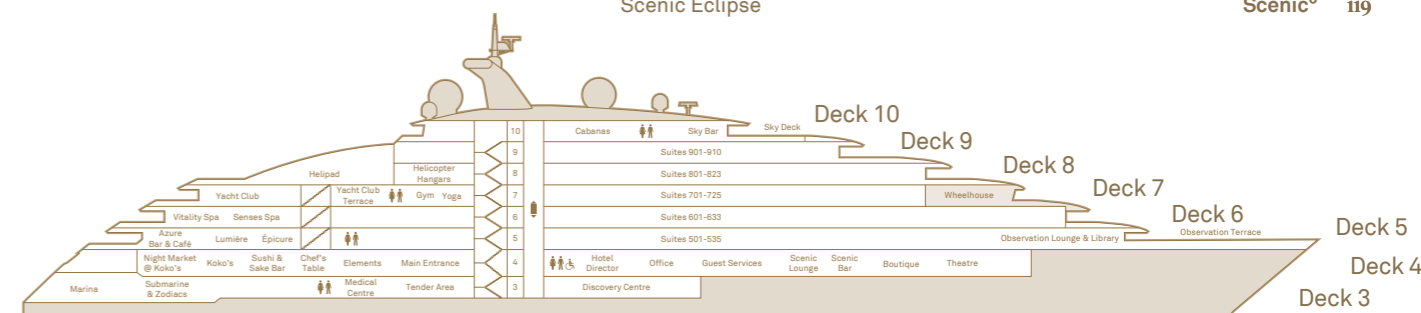 Scenic Eclipse
Scenic® 119
Deck 10
10 Cabanas Sky Bar Sky Deck
Deck 9
9 Suites 901-910
Deck 8
Helipad
Helicopter
Hangars
8 Suites 801-823
Deck 7
Yacht Club
Yacht Club
Terrace
Gym Yoga
7 Suites 701-725 Wheelhouse
Deck 6
Vitality Spa Senses Spa
6 Suites 601-633
Observation Terrace
Deck 5
Azure
Bar & Café
Lumière Épicure
5 Suites 501-535 Observation Lounge & Library
Deck 4
Night Market
@ Koko's
Koko's
Sushi &
Sake Bar
Chef's
Table
Elements Main Entrance
4
Hotel
Director
Office Guest Services
Scenic
Lounge
Scenic
Bar
Boutique Theatre
Deck 3
Marina
Submarine
& Zodiacs
Medical
Centre
Tender Area
3 Discovery Centre